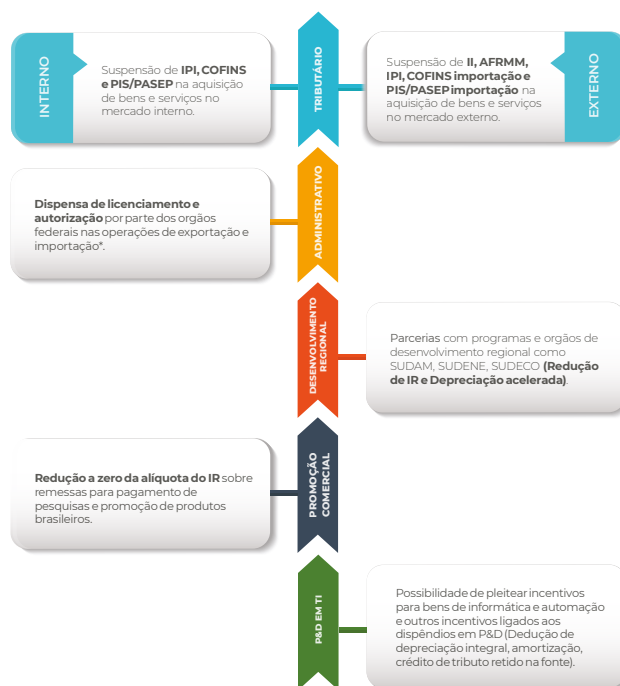 INTERNO
Suspensão de IPI, COFINS
e PIS/PASEP na aquisição
de bens e serviços no
mercado interno.
TRIBUTÁRIO
Suspensão de II, AFRMM,
IPI, COFINS importação e
PIS/PASEP importação na
aquisição de bens e serviços
no mercado externo.
EXTERNO
Dispensa de licenciamento e
autorização por parte dos orgãos
federais nas operações de exportação e
importação*.
ADMINISTRATIVO
DESENVOLVIMENTO
REGIONAL
Parcerias com programas e orgãos de
desenvolvimento regional como
SUDAM, SUDENE, SUDECO (Redução
de IR e Depreciação acelerada).
Redução a zero da alíquota do IR sobre
remessas para pagamento de
pesquisas e promoção de produtos
brasileiros.
PROMOÇÃO
COMERCIAL
P&D EM TI
Possibilidade de pleitear incentivos
para bens de informática e automação
e outros incentivos ligados aos
dispêndios em P&D (Dedução de
depreciação integral, amortização,
crédito de tributo retido na fonte).